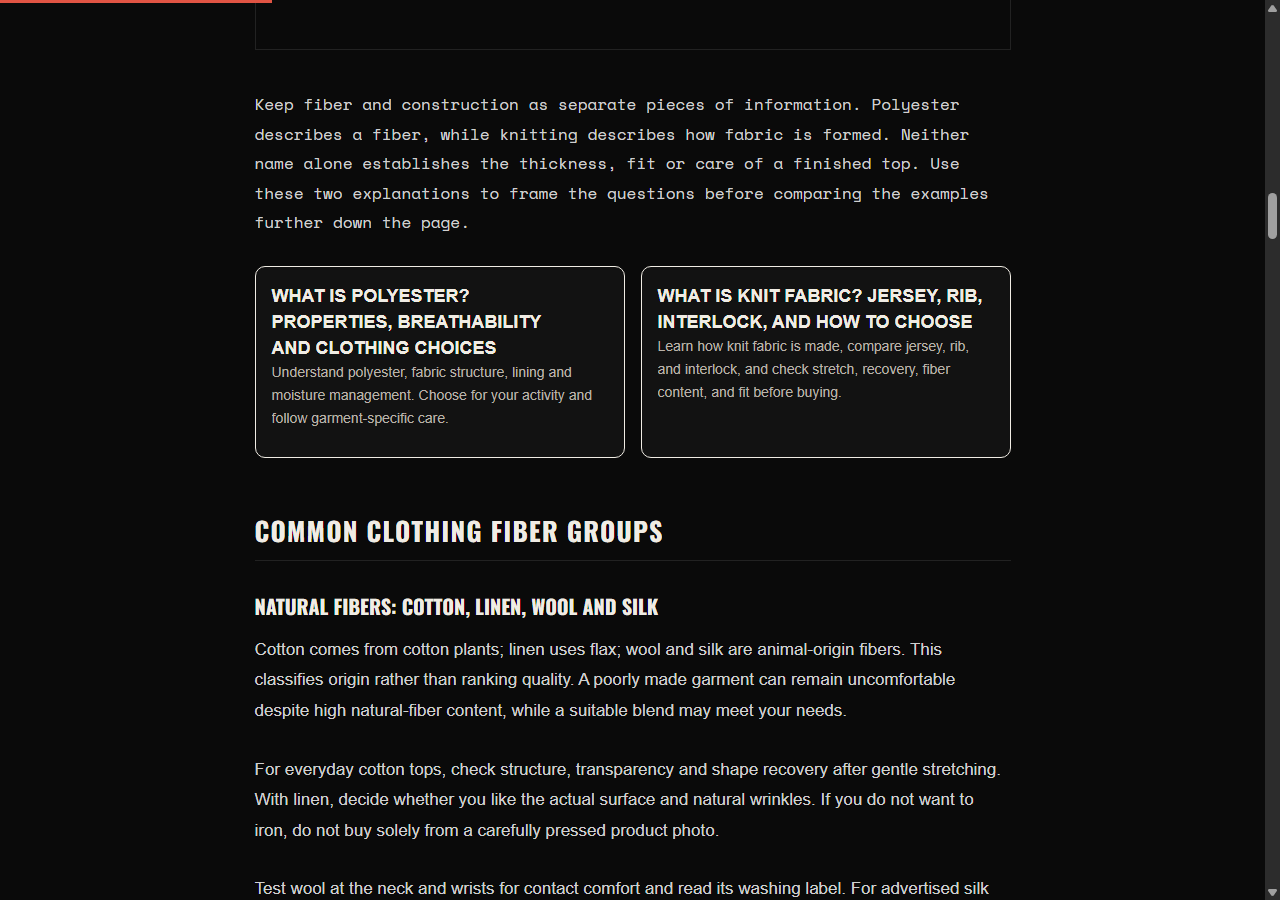 Keep fiber and construction as separate pieces of information. Polyester
describes a fiber, while knitting describes how fabric is formed. Neither
name alone establishes the thickness, fit or care of a finished top. Use
these two explanations to frame the questions before comparing the examples
further down the page.
WHAT IS POLYESTER?
PROPERTIES, BREATHABILITY
AND CLOTHING CHOICES
Understand polyester, fabric structure, lining and
moisture management. Choose for your activity and
follow garment-specific care.
WHAT IS KNIT FABRIC? JERSEY, RIB,
INTERLOCK, AND HOW TO CHOOSE
Learn how knit fabric is made, compare jersey, rib,
and interlock, and check stretch, recovery, fiber
content, and fit before buying.
COMMON CLOTHING FIBER GROUPS
NATURAL FIBERS: COTTON, LINEN, WOOL AND SILK
Cotton comes from cotton plants; linen uses flax; wool and silk are animal-origin fibers. This
classifies origin rather than ranking quality. A poorly made garment can remain uncomfortable
despite high natural-fiber content, while a suitable blend may meet your needs.
For everyday cotton tops, check structure, transparency and shape recovery after gentle stretching.
With linen, decide whether you like the actual surface and natural wrinkles. If you do not want to
iron, do not buy solely from a carefully pressed product photo.
Test wool at the neck and wrists for contact comfort and read its washing label. For advertised silk